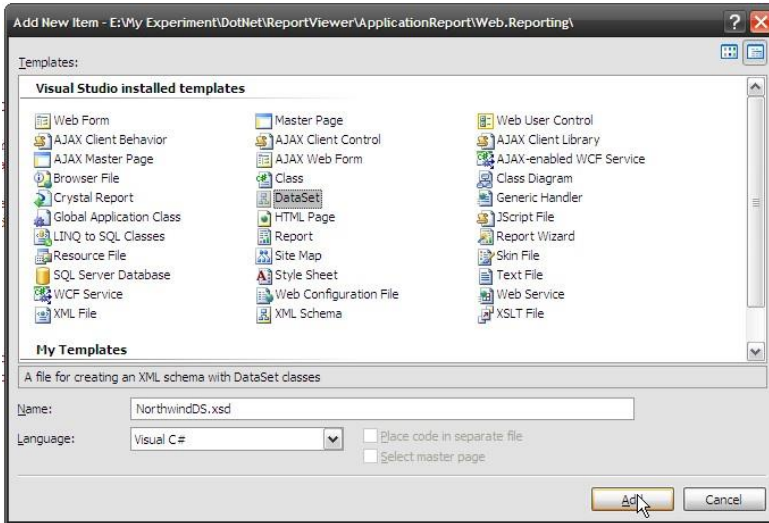 Add New Item - E:\My Experiment\DotNet\ReportViewer\ApplicationReport\Web.Reporting\
Templates:
Visual Studio installed templates
Web Form Master Page Web User Control
AJAX Client Behavior AJAX Client Control AJAX Client Library
AJAX Master Page AJAX Web Form AJAX-enabled WCF Service
Browser File Class Class Diagram
Crystal Report DataSet Generic Handler
Global Application Class HTML Page JScript File
LINQ to SQL Classes Report Report Wizard
Resource File Site Map Skin File
SQL Server Database Style Sheet Text File
WCF Service Web Configuration File Web Service
XML File XML Schema XSLT File
My Templates
A file for creating an XML schema with DataSet classes
Name: NorthwindDS.xsd
Language: Visual C# Place code in separate file
Select master page
Add Cancel